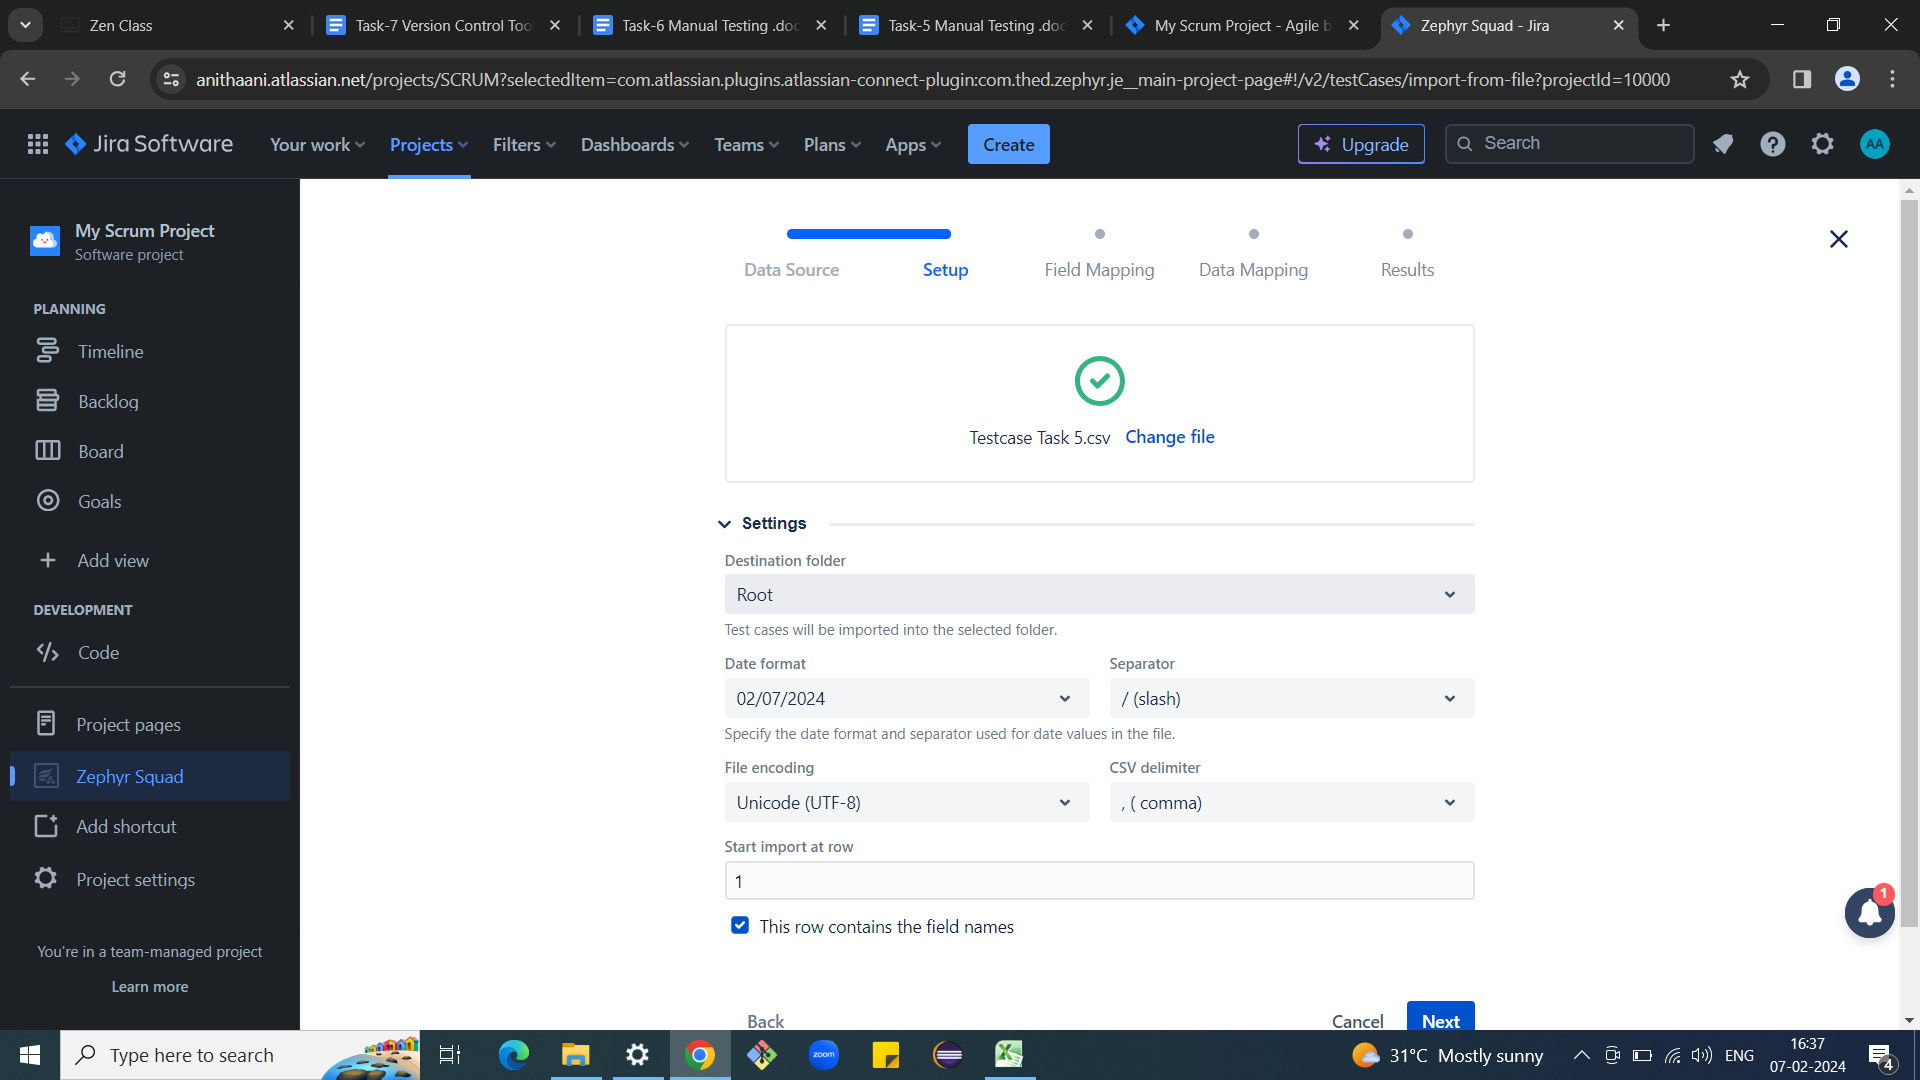 Zen Class
Task-7 Version Control Too
Task-6 Manual Testing .doc
Task-5 Manual Testing .doc
My Scrum Project - Agile b
Zephyr Squad - Jira
anithaani.atlassian.net/projects/SCRUM?selectedItem=com.atlassian.plugins.atlassian-connect-plugin:com.thed.zephyr.je__main-project-page#!/v2/testCases/import-from-file?projectId=10000
Jira Software
Your work
Projects
Filters
Dashboards
Teams
Plans
Apps
Create
Upgrade
Search
AA
My Scrum Project
Software project
PLANNING
Timeline
Backlog
Board
Goals
Add view
DEVELOPMENT
Code
Project pages
Zephyr Squad
Add shortcut
Project settings
You're in a team-managed project
Learn more
Data Source
Setup
Field Mapping
Data Mapping
Results
Testcase Task 5.csv Change file
Settings
Destination folder
Root
Test cases will be imported into the selected folder.
Date format
Separator
02/07/2024
/ (slash)
Specify the date format and separator used for date values in the file.
File encoding
CSV delimiter
Unicode (UTF-8)
, ( comma)
Start import at row
1
This row contains the field names
1
Back
Cancel
Next
Type here to search
zoom
31°C Mostly sunny
ENG
16:37
07-02-2024
4